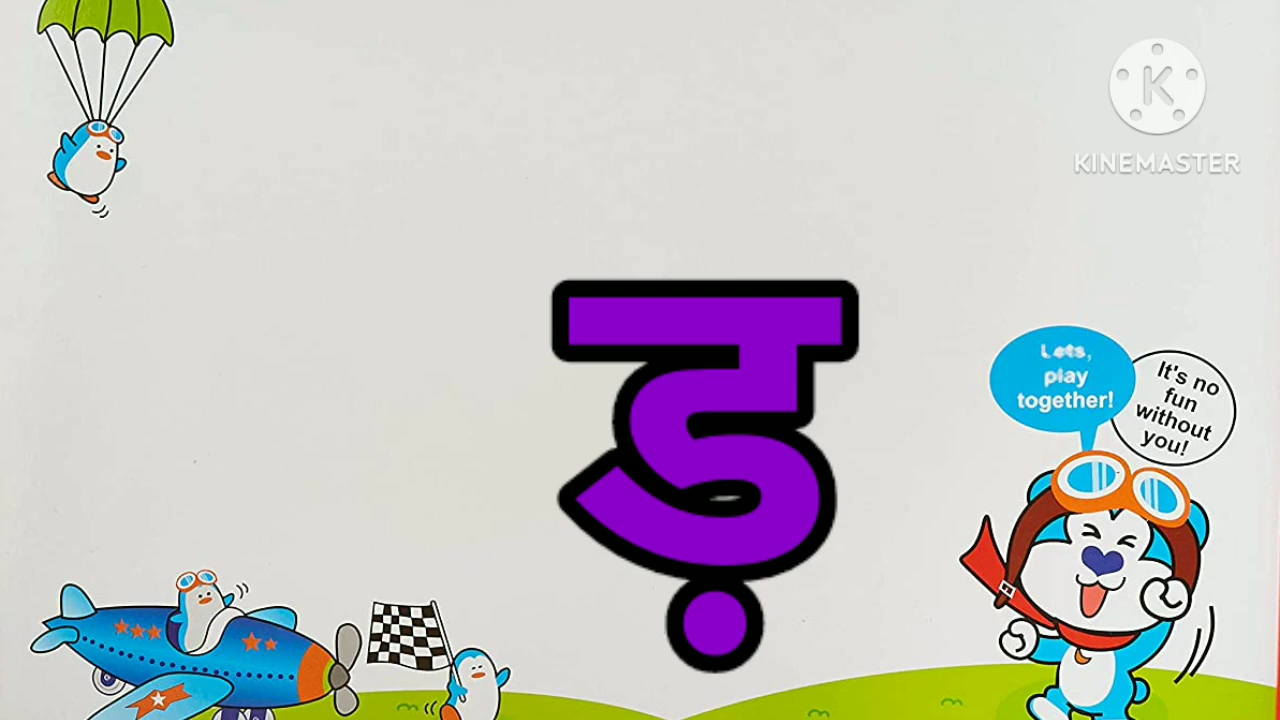 K
KINEMASTER
ड़
Lets,
play
together!
It's no
fun
without
you!